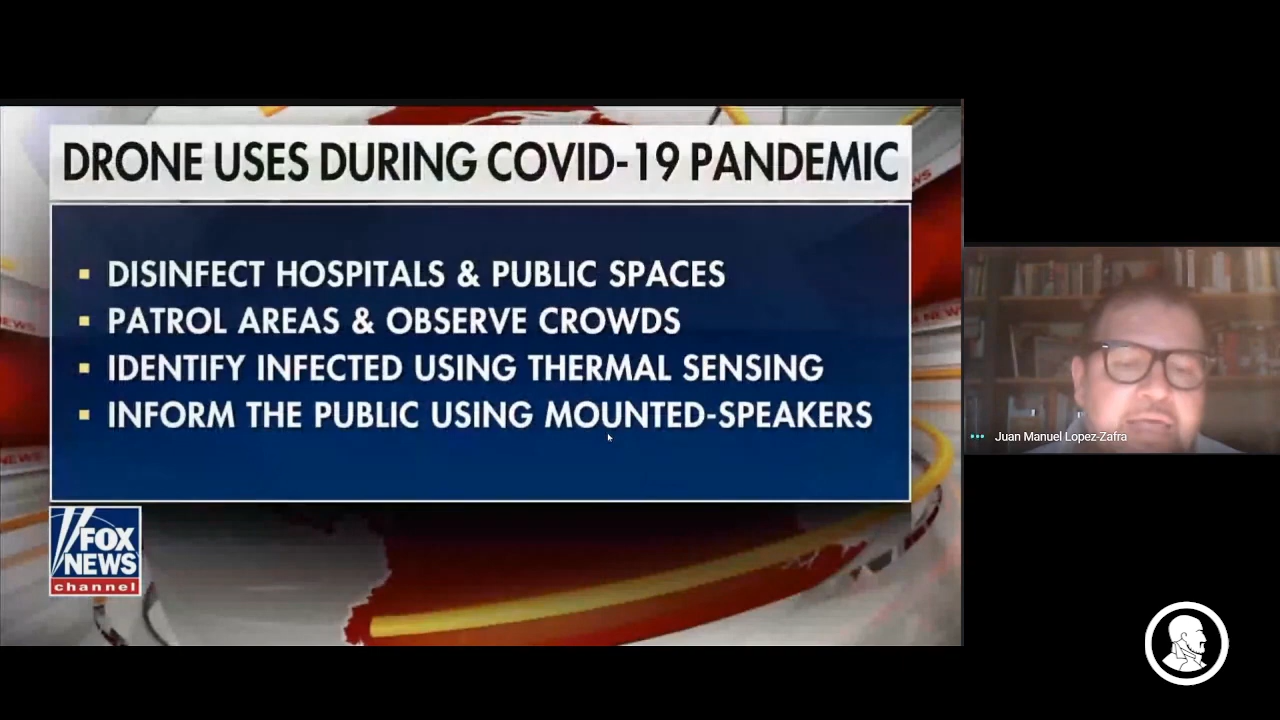 DRONE USES DURING COVID-19 PANDEMIC
▪ DISINFECT HOSPITALS & PUBLIC SPACES
▪ PATROL AREAS & OBSERVE CROWDS
▪ IDENTIFY INFECTED USING THERMAL SENSING
▪ INFORM THE PUBLIC USING MOUNTED-SPEAKERS
FOX
NEWS
channel
Juan Manuel Lopez-Zafra